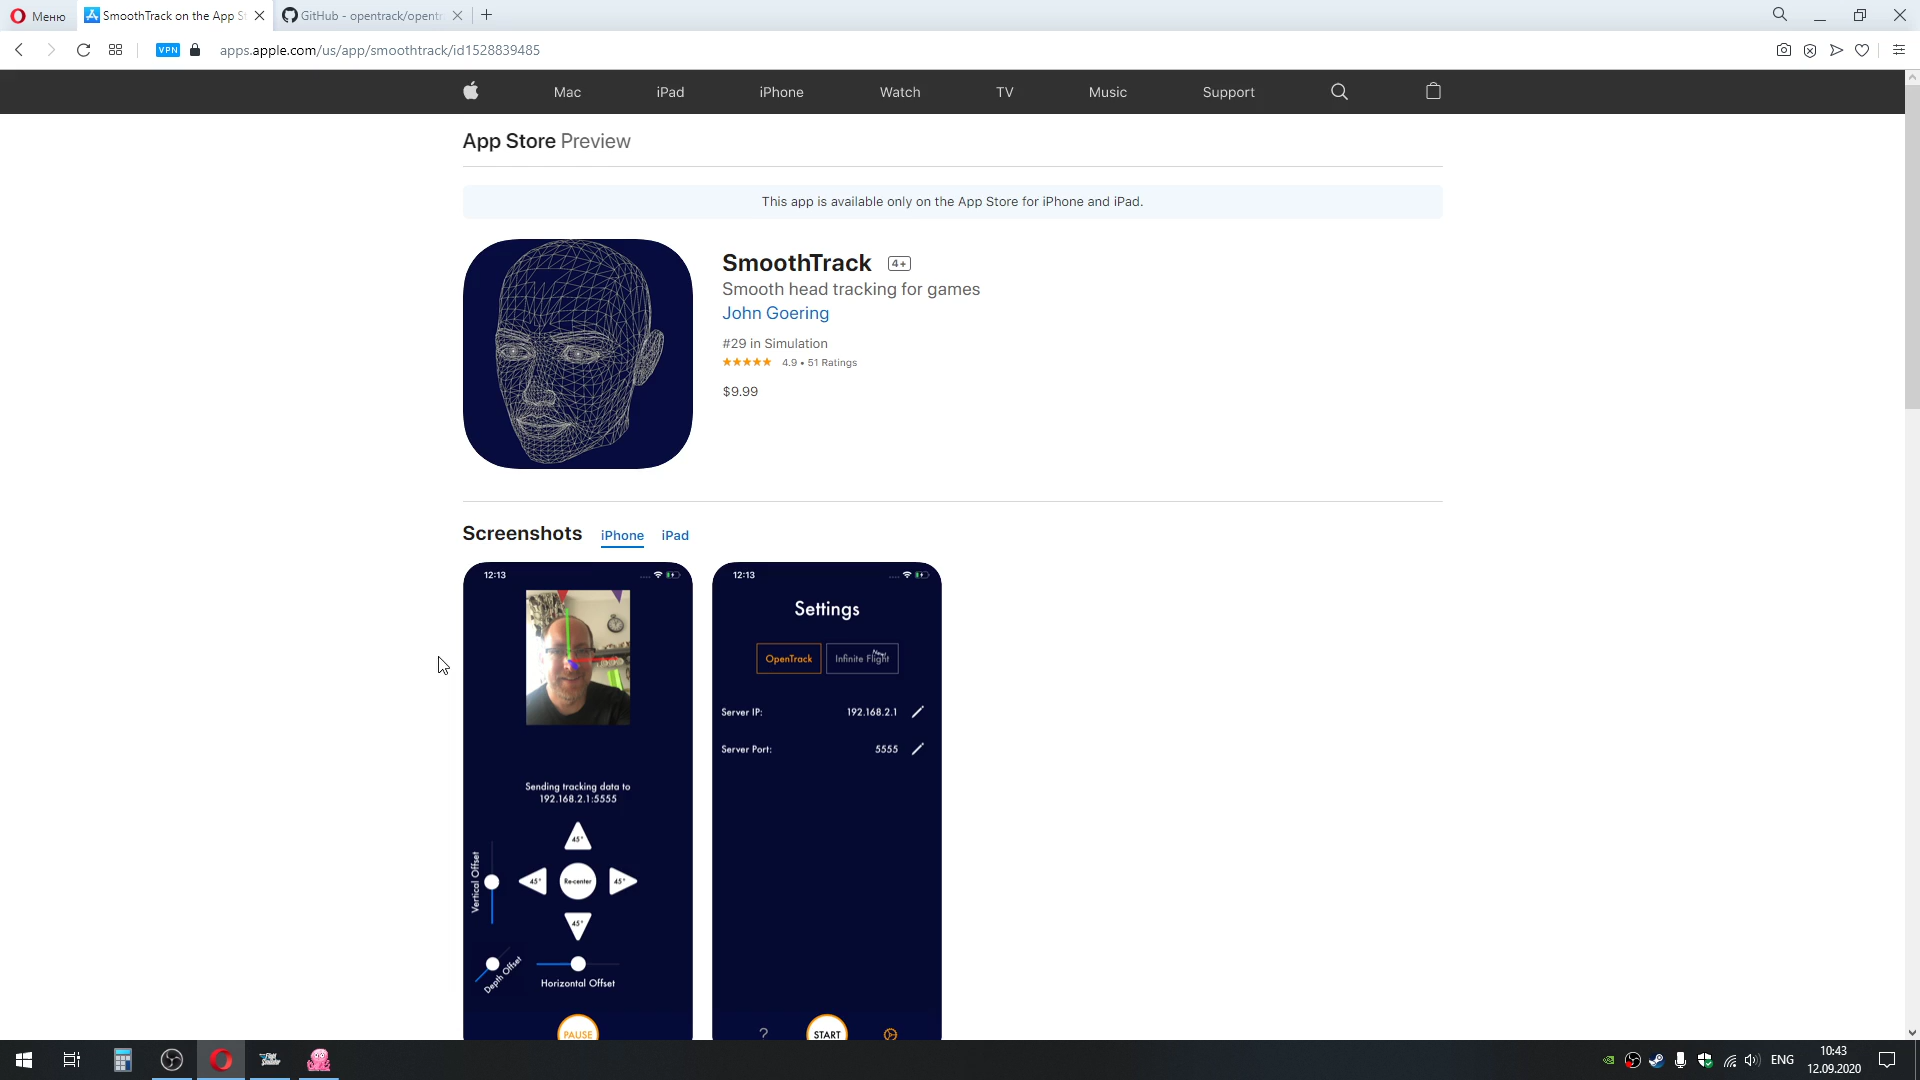 Меню
SmoothTrack on the App S
GitHub - opentrack/opent
VPN
apps.apple.com/us/app/smoothtrack/id1528839485
Mac
iPad
iPhone
Watch
TV
Music
Support
App Store Preview
This app is available only on the App Store for iPhone and iPad.
SmoothTrack 4+
Smooth head tracking for games
John Goering
#29 in Simulation
★★★★★ 4.9 • 51 Ratings
$9.99
Screenshots iPhone iPad
12:13
Sending tracking data to
192.168.2.1:5555
45°
45° Re-center 45°
45°
Vertical Offset
Depth Offset
Horizontal Offset
PAUSE
12:13
Settings
OpenTrack
New!
Infinite Flight
Server IP: 192.168.2.1
Server Port: 5555
?
START
Flight Simulator
ENG
10:43
12.09.2020